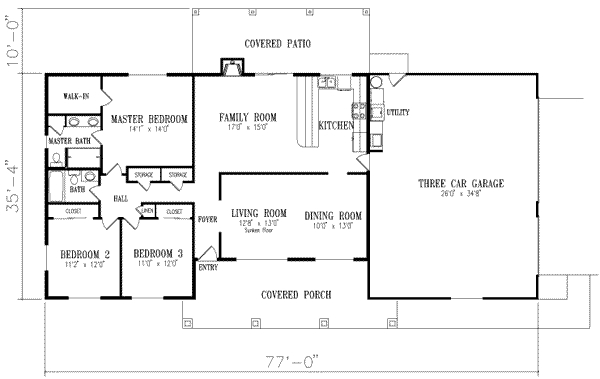 10'-0"
COVERED PATIO
WALK-IN
MASTER BEDROOM
14'1" x 14'0"
FAMILY ROOM
17'0" x 15'0"
KITCHEN
UTILITY
MASTER BATH
35'-4"
STORAGE
STORAGE
BATH
HALL
THREE CAR GARAGE
26'0" x 34'8"
CLOSET
LINEN
CLOSET
FOYER
LIVING ROOM
12'8" x 13'0"
Sunken Floor
DINING ROOM
10'0" x 13'0"
BEDROOM 2
11'2" x 12'0"
BEDROOM 3
11'0" x 12'0"
ENTRY
COVERED PORCH
77'-0"